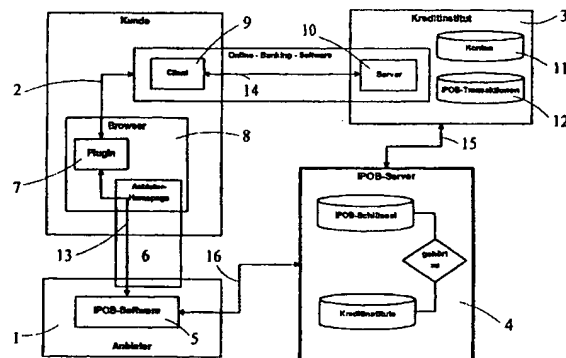 Kunde
Kreditinstitut
3
9
10
Online - Banking - Software
Client
Server
Konten
11
2
14
IPOB-Transaktionen
12
Browser
8
Plugin
7
15
Anbieter-
Homepage
IPOB-Server
IPOB-Schlüssel
13
6
16
gehört
zu
IPOB-Software
5
Kreditinstitute
4
1
Anbieter